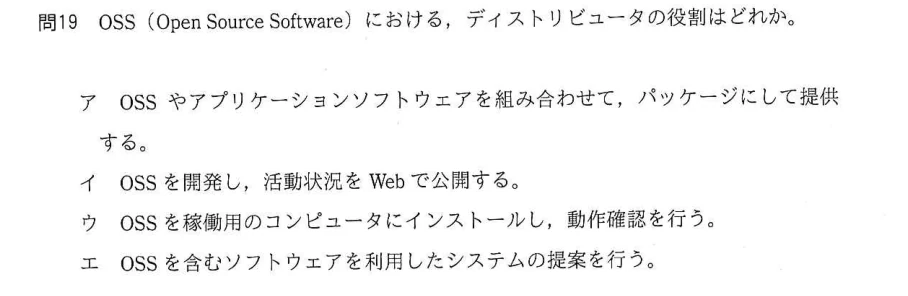 問19 OSS(Open Source Software)における,ディストリビュータの役割はどれか。
ア OSS やアプリケーションソフトウェアを組み合わせて,パッケージにして提供
する。
イ OSS を開発し,活動状況を Web で公開する。
ウ OSS を稼働用のコンピュータにインストールし,動作確認を行う。
エ OSS を含むソフトウェアを利用したシステムの提案を行う。